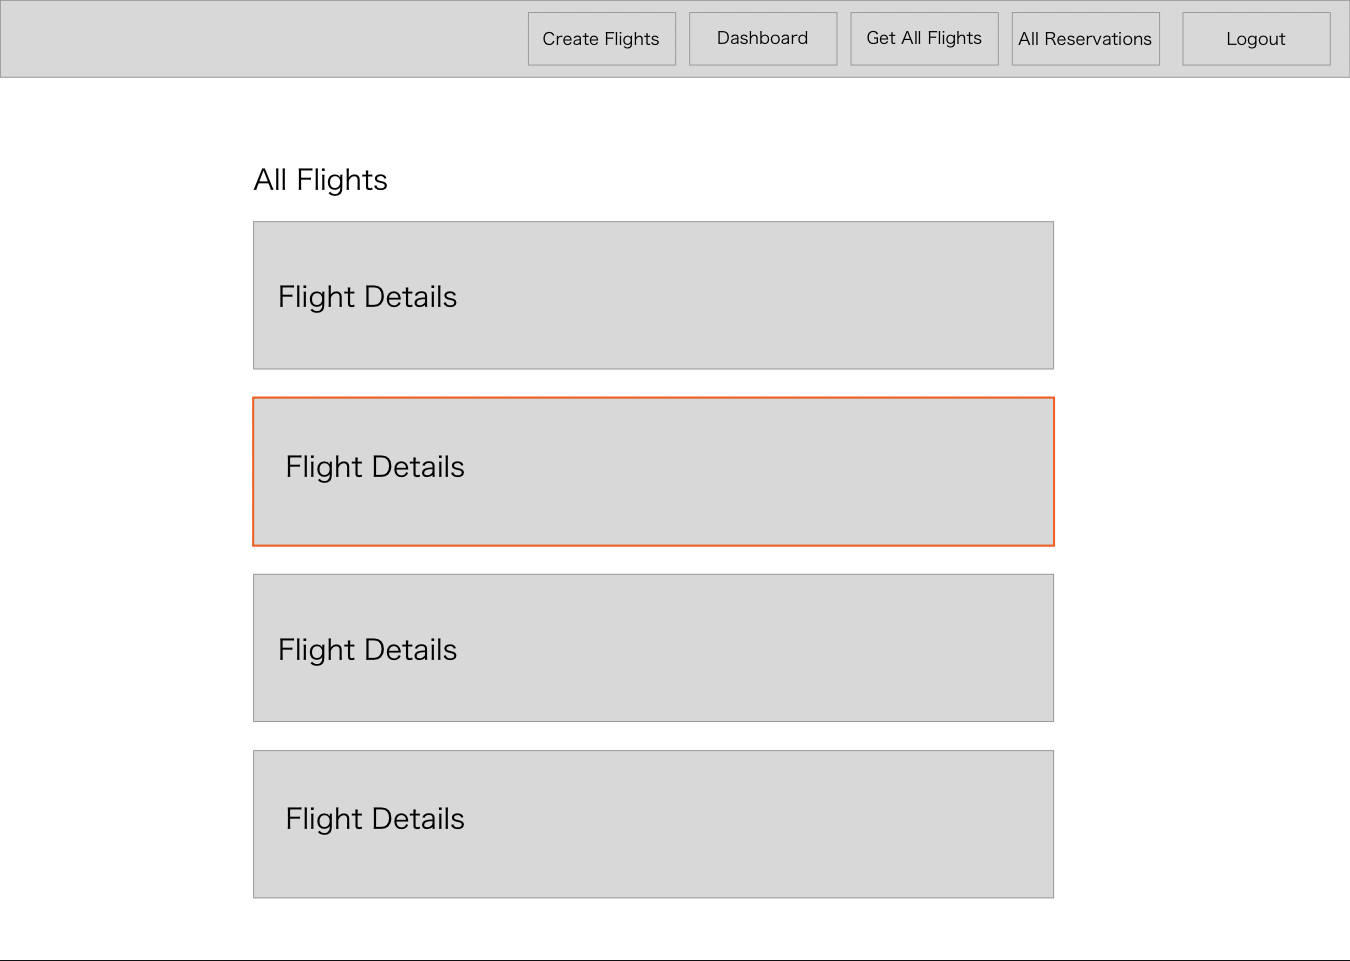 Create Flights
Dashboard
Get All Flights
All Reservations
Logout
All Flights
Flight Details
Flight Details
Flight Details
Flight Details